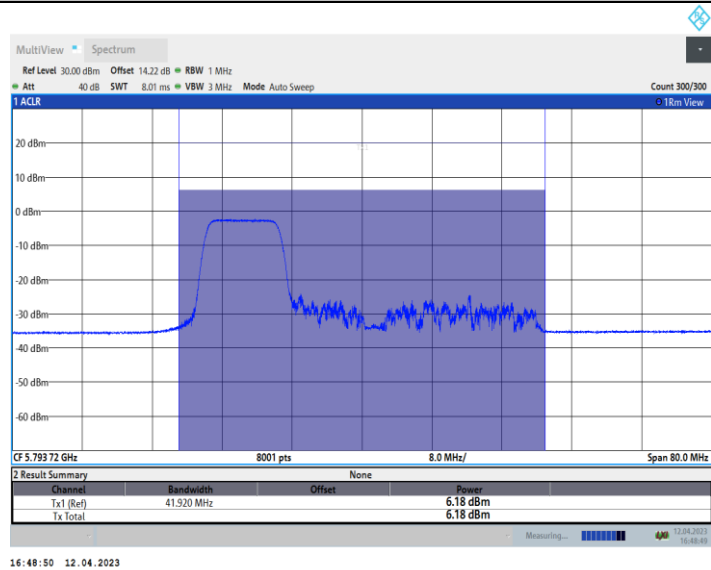 MultiView Spectrum
Ref Level 30.00 dBm Offset 14.22 dB RBW 1 MHz
Att 40 dB SWT 8.01 ms VBW 3 MHz Mode Auto Sweep Count 300/300
1 ACLR 1Rm View
20 dBm
10 dBm
0 dBm
-10 dBm
-20 dBm
-30 dBm
-40 dBm
-50 dBm
-60 dBm
CF 5.793 72 GHz 8001 pts 8.0 MHz/ Span 80.0 MHz
2 Result Summary None
Channel Bandwidth Offset Power
Tx1 (Ref) 41.920 MHz 6.18 dBm
Tx Total 6.18 dBm
Measuring... 12.04.2023
16:48:49
16:48:50 12.04.2023